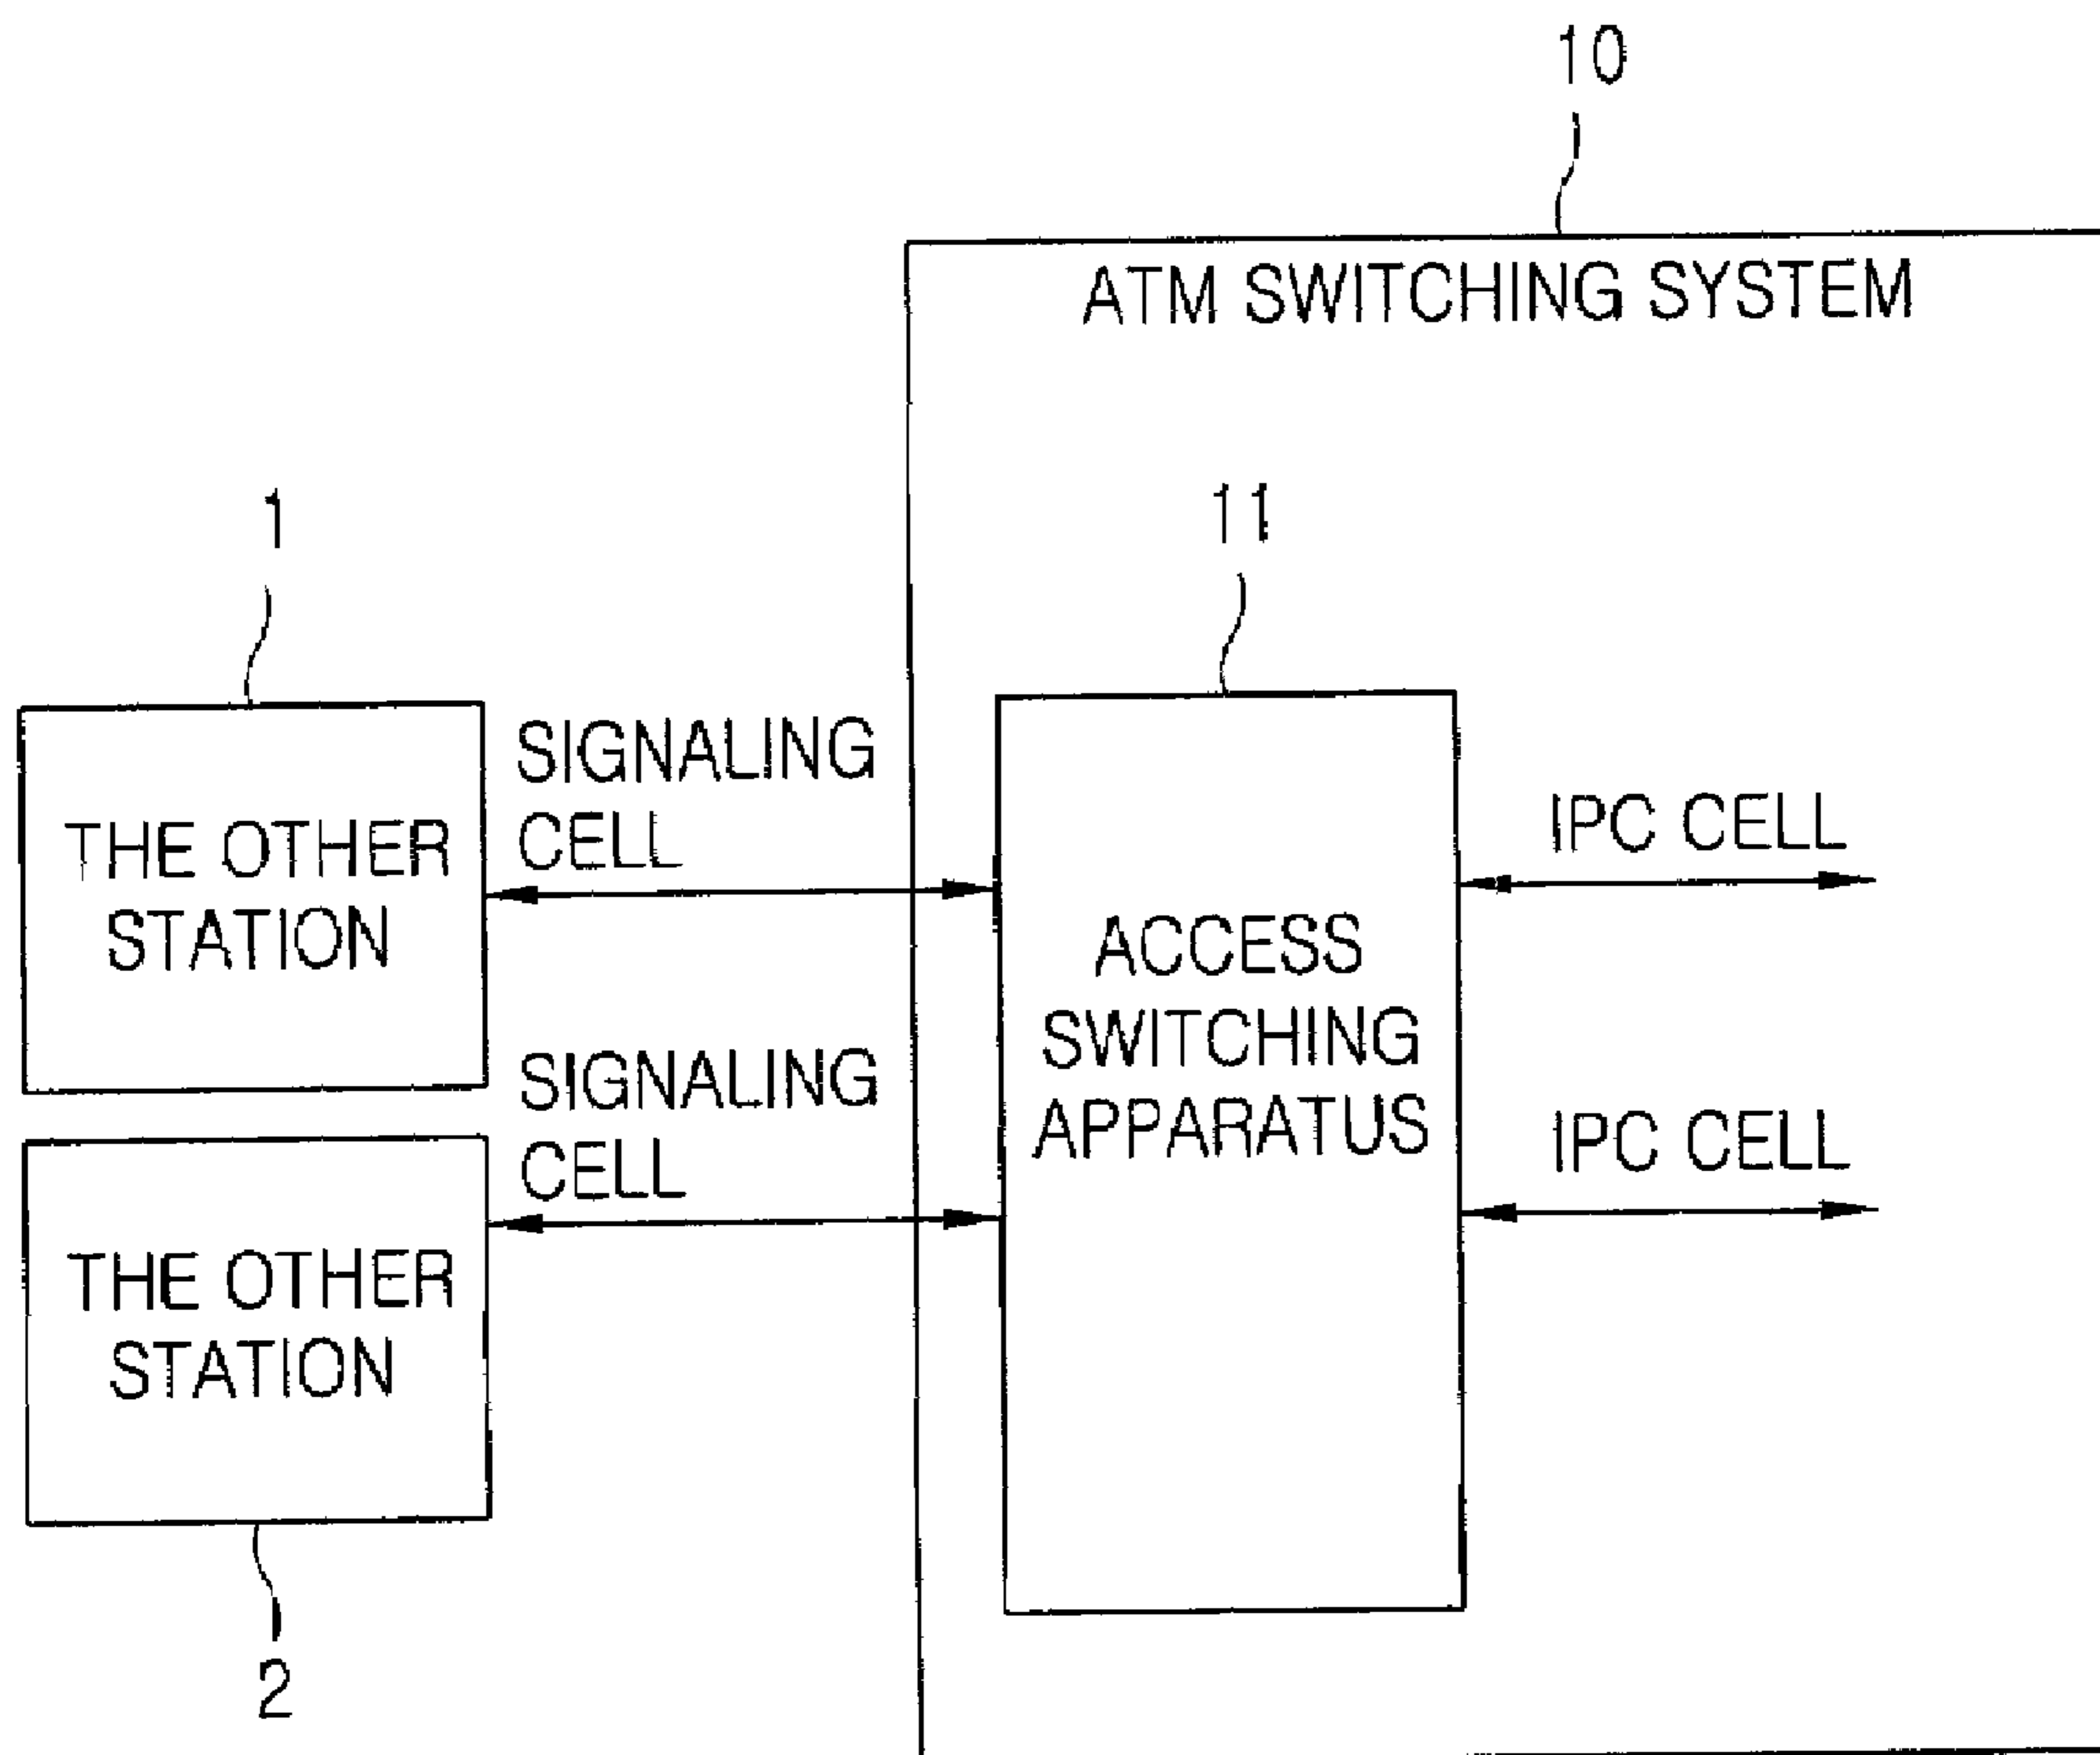 10
ATM SWITCHING SYSTEM
1
11
SIGNALING
CELL
THE OTHER
STATION
IPC CELL
ACCESS
SWITCHING
APPARATUS
SIGNALING
CELL
IPC CELL
THE OTHER
STATION
2